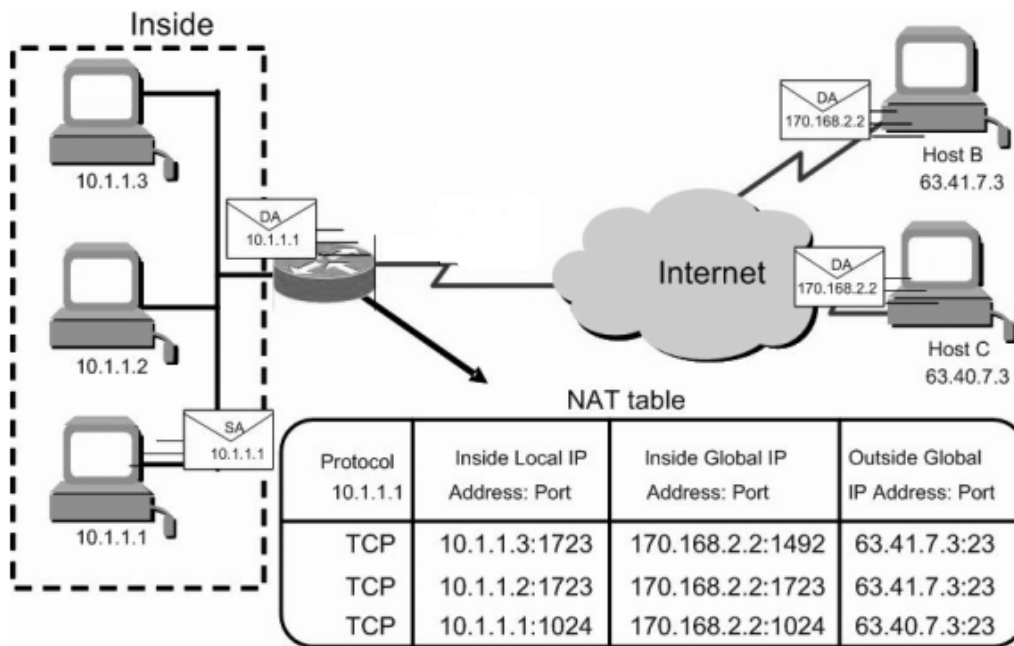 Inside
10.1.1.3
10.1.1.2
10.1.1.1
SA
10.1.1.1
DA
10.1.1.1
Internet
DA
170.168.2.2
Host B
63.41.7.3
DA
170.168.2.2
Host C
63.40.7.3
NAT table
Protocol Inside Local IP Inside Global IP Outside Global
10.1.1.1 Address: Port Address: Port IP Address: Port
TCP 10.1.1.3:1723 170.168.2.2:1492 63.41.7.3:23
TCP 10.1.1.2:1723 170.168.2.2:1723 63.41.7.3:23
TCP 10.1.1.1:1024 170.168.2.2:1024 63.40.7.3:23